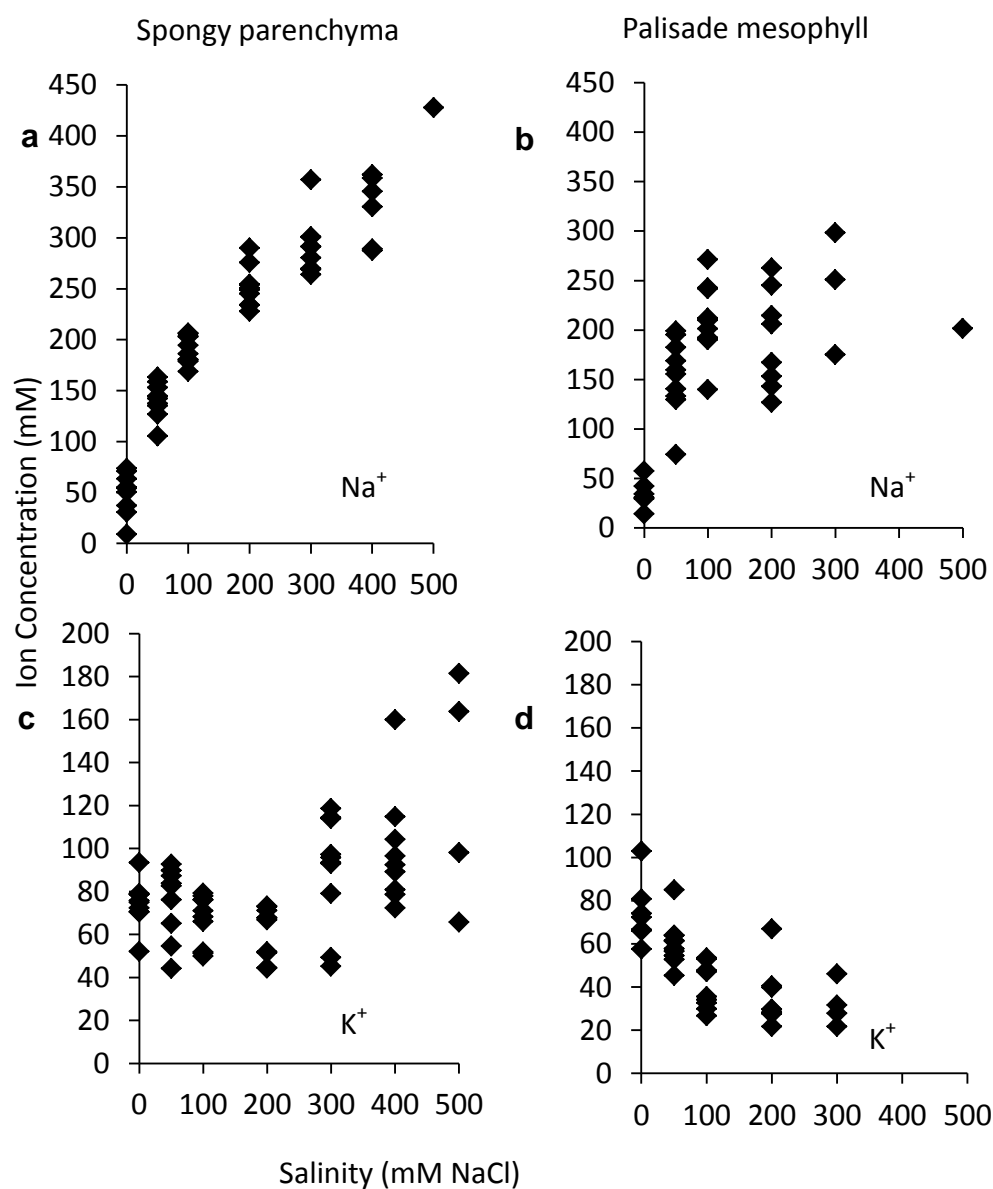 Spongy parenchyma
Palisade mesophyll
a
450
400
350
300
250
200
150
100
50
0
0 100 200 300 400 500
Na⁺
b
450
400
350
300
250
200
150
100
50
0
0 100 200 300 400 500
Na⁺
Ion Concentration (mM)
c
200
180
160
140
120
100
80
60
40
20
0
0 100 200 300 400 500
K⁺
d
200
180
160
140
120
100
80
60
40
20
0
0 100 200 300 400 500
K⁺
Salinity (mM NaCl)